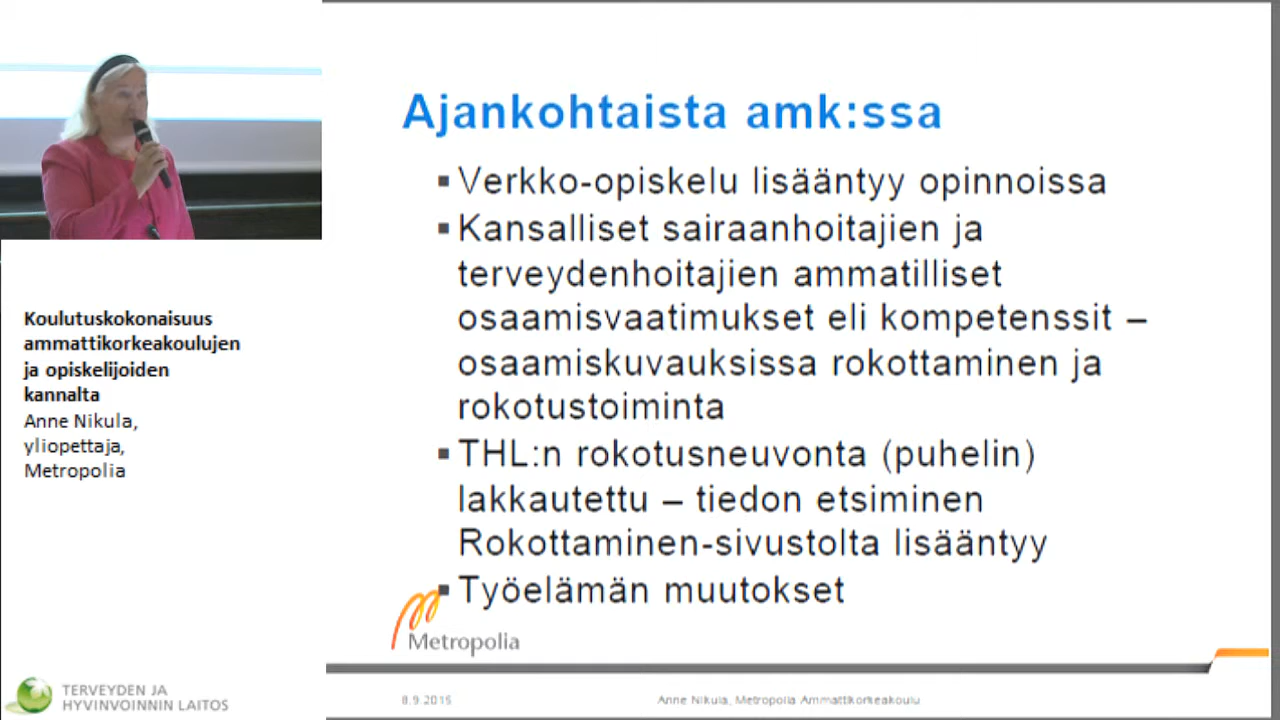 Ajankohtaista amk:ssa
Verkko-opiskelu lisääntyy opinnoissa
Kansalliset sairaanhoitajien ja
terveydenhoitajien ammatilliset
osaamisvaatimukset eli kompetenssit –
osaamiskuvauksissa rokottaminen ja
rokotustoiminta
THL:n rokotusneuvonta (puhelin)
lakkautettu – tiedon etsiminen
Rokottaminen-sivustolta lisääntyy
Työelämän muutokset
Metropolia
8.9.2015
Anne Nikula, Metropolia Ammattikorkeakoulu
Koulutuskokonaisuus
ammattikorkeakoulujen
ja opiskelijoiden
kannalta
Anne Nikula,
yliopettaja,
Metropolia
TERVEYDEN JA
HYVINVOINNIN LAITOS